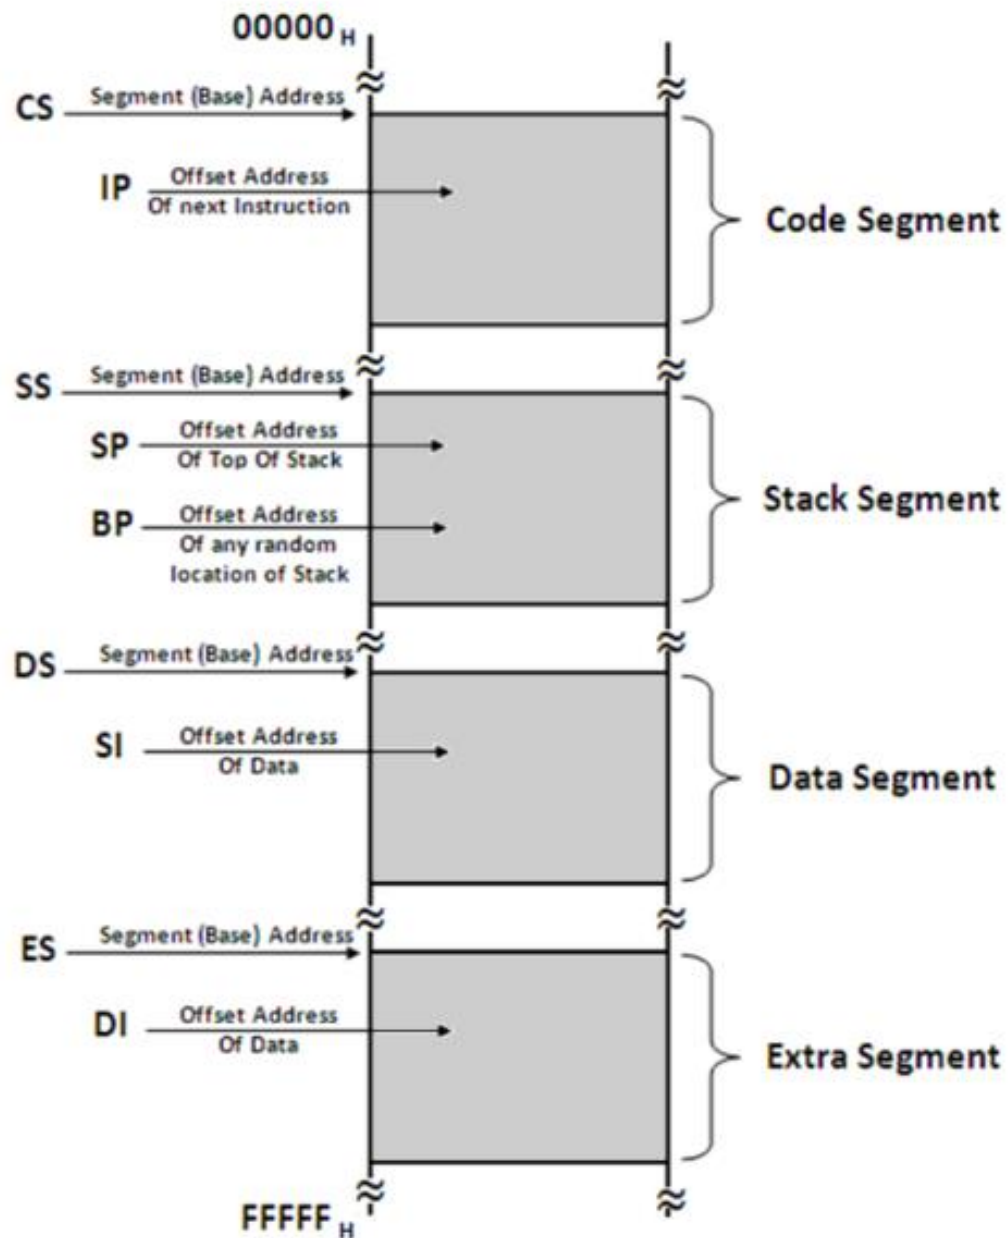 00000 H
CS
Segment (Base) Address
IP
Offset Address
Of next Instruction
Code Segment
SS
Segment (Base) Address
SP
Offset Address
Of Top Of Stack
BP
Offset Address
Of any random
location of Stack
Stack Segment
DS
Segment (Base) Address
SI
Offset Address
Of Data
Data Segment
ES
Segment (Base) Address
DI
Offset Address
Of Data
Extra Segment
FFFFF H